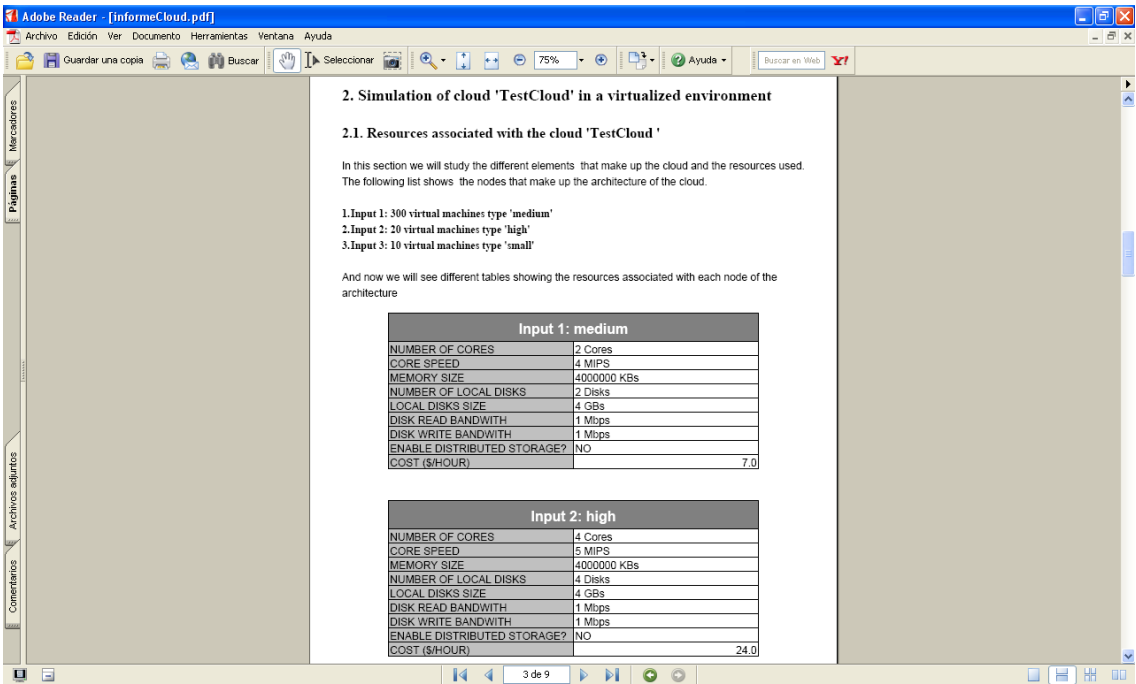 Adobe Reader - [informeCloud.pdf]
Archivo Edición Ver Documento Herramientas Ventana Ayuda
Guardar una copia Buscar Seleccionar 75% Ayuda Buscar en Web Y!
Marcadores
Páginas
Archivos adjuntos
Comentarios
2. Simulation of cloud 'TestCloud' in a virtualized environment
2.1. Resources associated with the cloud 'TestCloud '
In this section we will study the different elements that make up the cloud and the resources used.
The following list shows the nodes that make up the architecture of the cloud.
1.Input 1: 300 virtual machines type 'medium'
2.Input 2: 20 virtual machines type 'high'
3.Input 3: 10 virtual machines type 'small'
And now we will see different tables showing the resources associated with each node of the
architecture
Input 1: medium
NUMBER OF CORES 2 Cores
CORE SPEED 4 MIPS
MEMORY SIZE 4000000 KBs
NUMBER OF LOCAL DISKS 2 Disks
LOCAL DISKS SIZE 4 GBs
DISK READ BANDWITH 1 Mbps
DISK WRITE BANDWITH 1 Mbps
ENABLE DISTRIBUTED STORAGE? NO
COST ($/HOUR) 7.0
Input 2: high
NUMBER OF CORES 4 Cores
CORE SPEED 5 MIPS
MEMORY SIZE 4000000 KBs
NUMBER OF LOCAL DISKS 4 Disks
LOCAL DISKS SIZE 4 GBs
DISK READ BANDWITH 1 Mbps
DISK WRITE BANDWITH 1 Mbps
ENABLE DISTRIBUTED STORAGE? NO
COST ($/HOUR) 24.0
3 de 9